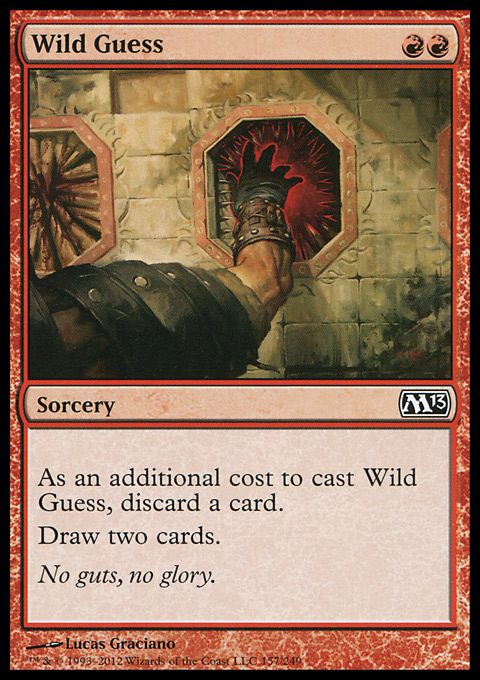 Wild Guess
Sorcery
M13
As an additional cost to cast Wild
Guess, discard a card.
Draw two cards.
No guts, no glory.
Lucas Graciano
™ & © 1993–2012 Wizards of the Coast LLC 157/249